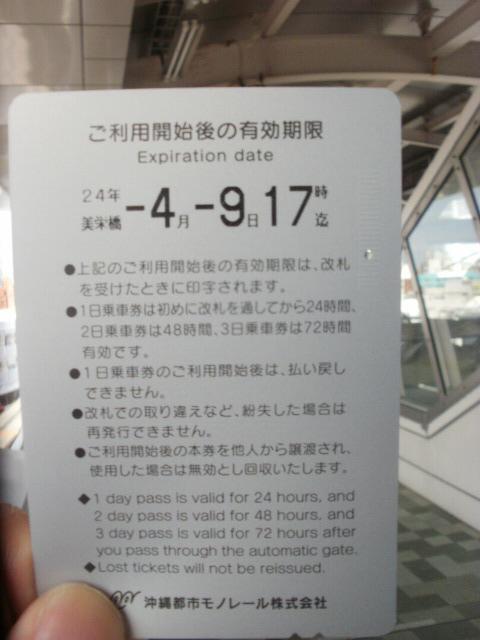 ご利用開始後の有効期限
Expiration date
24年 -4月-9日17時
美栄橋 迄
●上記のご利用開始後の有効期限は、改札
を受けたときに印字されます。
●1日乗車券は初めに改札を通してから24時間、
2日乗車券は48時間、3日乗車券は72時間
有効です。
●1日乗車券のご利用開始後は、払い戻し
できません。
●改札での取り違えなど、紛失した場合は
再発行できません。
●ご利用開始後の本券を他人から譲渡され、
使用した場合は無効とし回収いたします。
◆1 day pass is valid for 24 hours, and
2 day pass is valid for 48 hours, and
3 day pass is valid for 72 hours after
you pass through the automatic gate.
◆Lost tickets will not be reissued.
沖縄都市モノレール株式会社